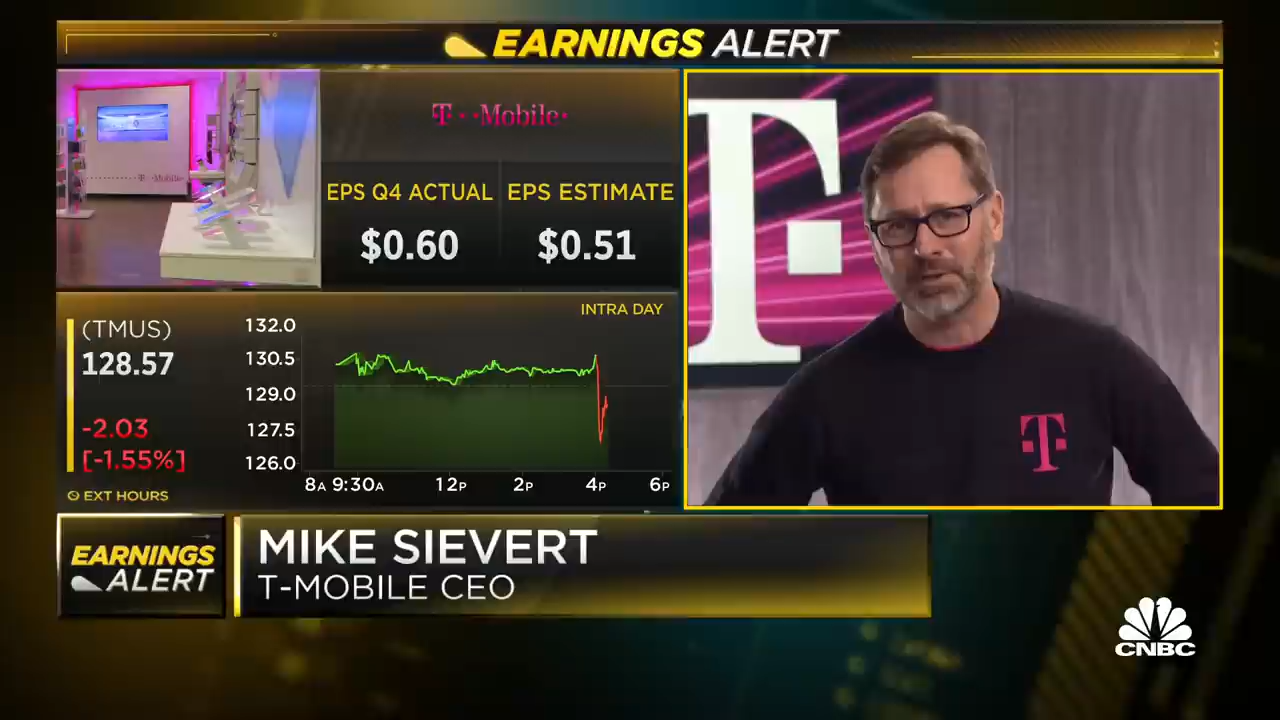 EARNINGS ALERT
T··Mobile·
T··Mobile·
EPS Q4 ACTUAL
EPS ESTIMATE
$0.60
$0.51
INTRA DAY
(TMUS)
128.57
-2.03
[-1.55%]
EXT HOURS
132.0
130.5
129.0
127.5
126.0
8A 9:30A 12P 2P 4P 6P
T
T
EARNINGS
ALERT
MIKE SIEVERT
T-MOBILE CEO
CNBC